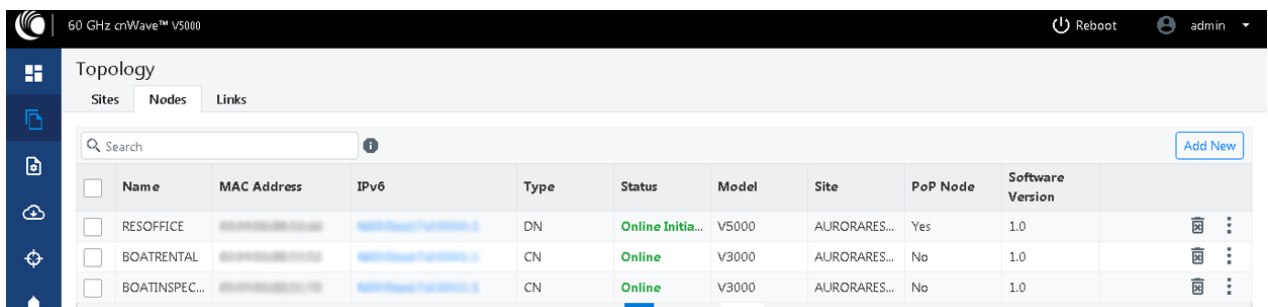 60 GHz cnWave™ V5000 Reboot admin
Topology
Sites Nodes Links
Search Add New
Name MAC Address IPv6 Type Status Model Site PoP Node Software Version
RESOFFICE DN Online Initia... V5000 AURORARES... Yes 1.0
BOATRENTAL CN Online V3000 AURORARES... No 1.0
BOATINSPEC... CN Online V3000 AURORARES... No 1.0